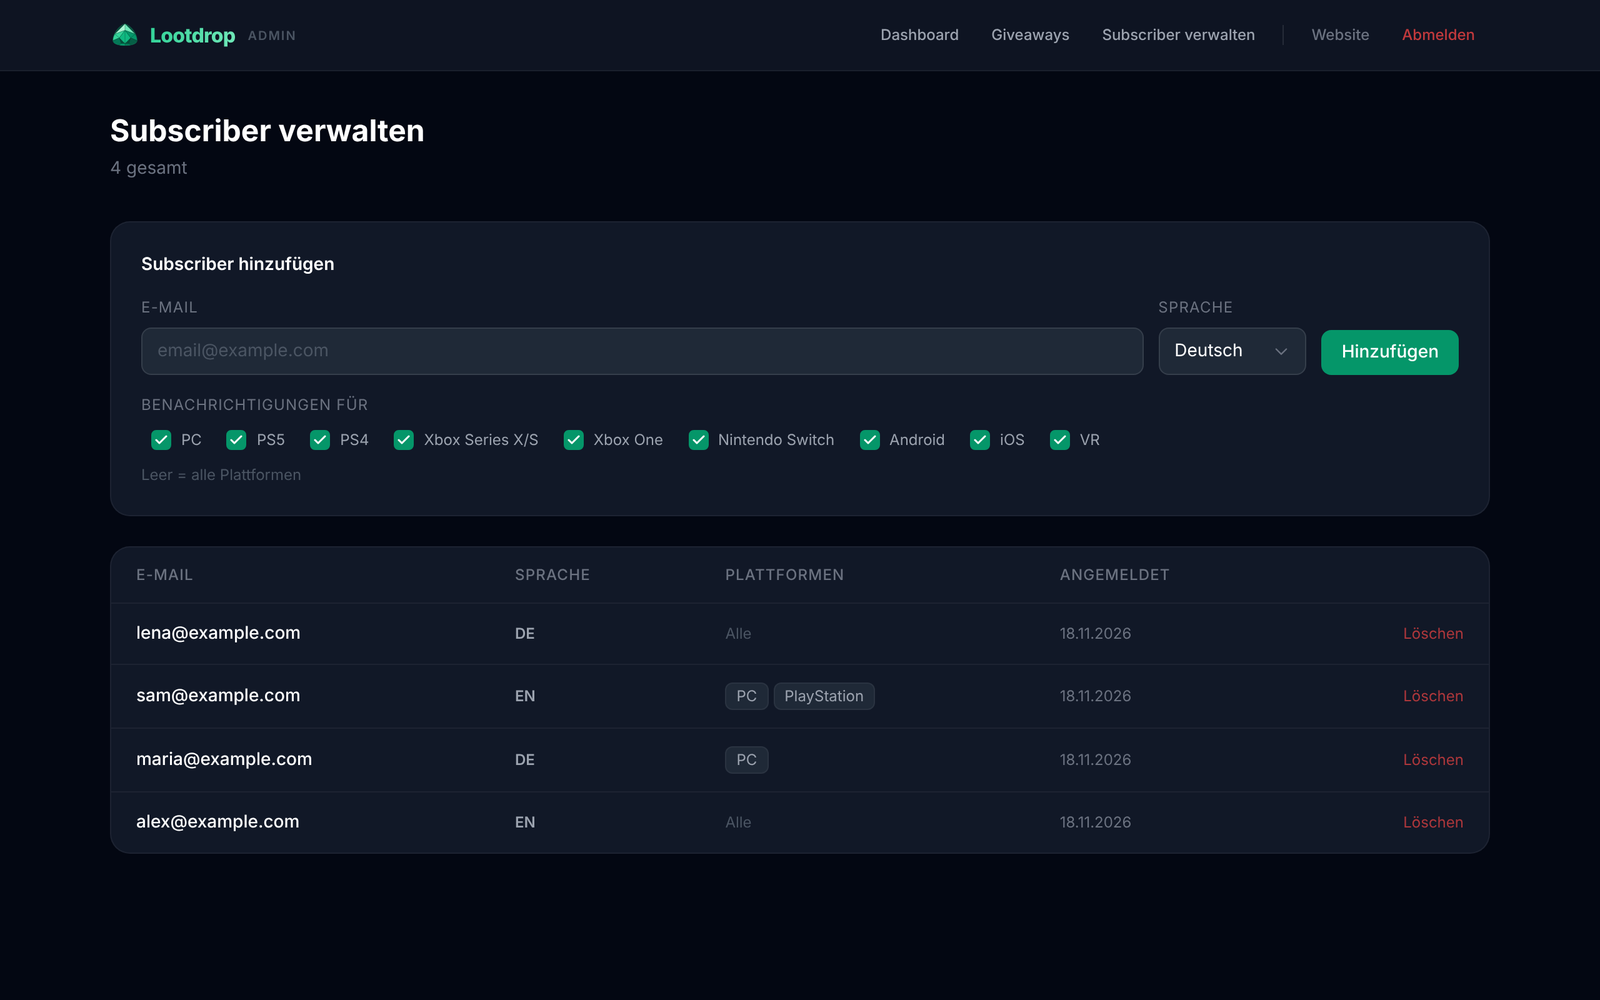 Lootdrop ADMIN Dashboard Giveaways Subscriber verwalten Website Abmelden
Subscriber verwalten
4 gesamt
Subscriber hinzufügen
E-MAIL SPRACHE
email@example.com Deutsch Hinzufügen
BENACHRICHTIGUNGEN FÜR
PC PS5 PS4 Xbox Series X/S Xbox One Nintendo Switch Android iOS VR
Leer = alle Plattformen
E-MAIL SPRACHE PLATTFORMEN ANGEMELDET
lena@example.com DE Alle 18.11.2026 Löschen
sam@example.com EN PC PlayStation 18.11.2026 Löschen
maria@example.com DE PC 18.11.2026 Löschen
alex@example.com EN Alle 18.11.2026 Löschen